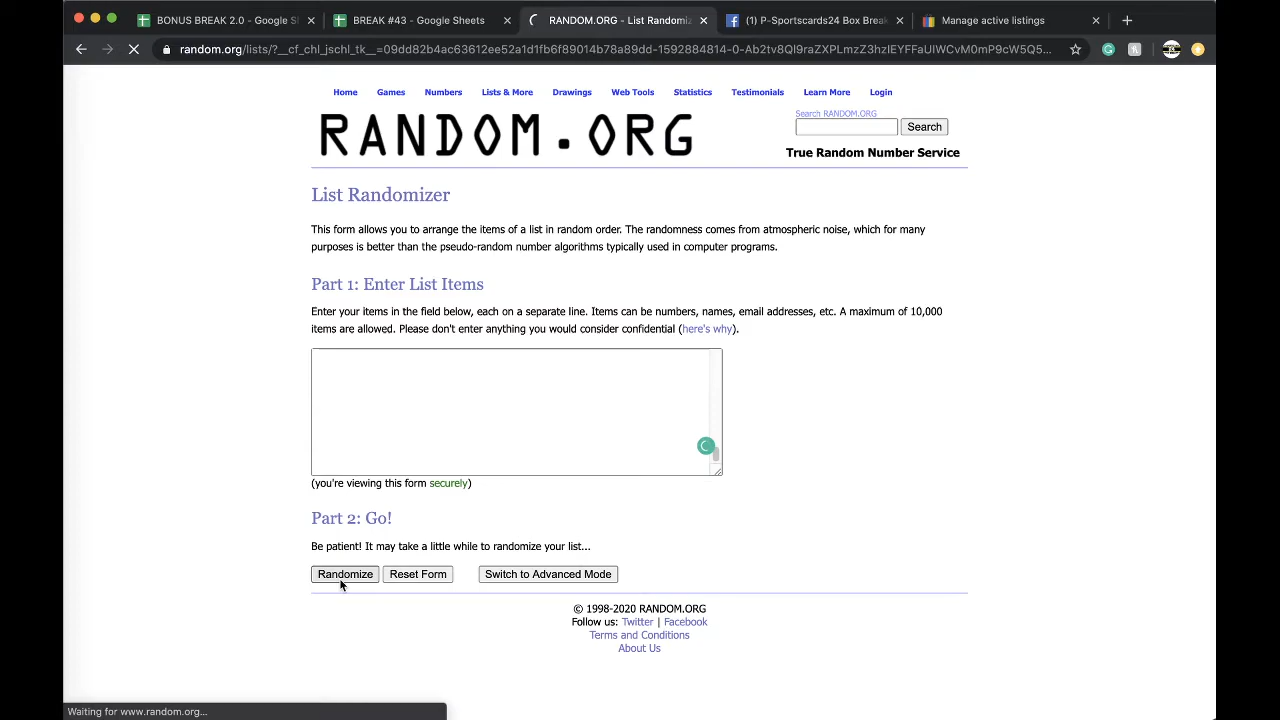 BONUS BREAK 2.0 - Google S
BREAK #43 - Google Sheets
RANDOM.ORG - List Randomiz
(1) P-Sportscards24 Box Break
Manage active listings
random.org/lists/?__cf_chl_jschl_tk__=09dd82b4ac63612ee52a1d1fb6f89014b78a89dd-1592884814-0-Ab2tv8QI9raZXPLmzZ3hzIEYFFaUIWCvM0mP9cW5Q5...
Home Games Numbers Lists & More Drawings Web Tools Statistics Testimonials Learn More Login
RANDOM.ORG
Search RANDOM.ORG
Search
True Random Number Service
List Randomizer
This form allows you to arrange the items of a list in random order. The randomness comes from atmospheric noise, which for many
purposes is better than the pseudo-random number algorithms typically used in computer programs.
Part 1: Enter List Items
Enter your items in the field below, each on a separate line. Items can be numbers, names, email addresses, etc. A maximum of 10,000
items are allowed. Please don't enter anything you would consider confidential (here's why).
(you're viewing this form securely)
Part 2: Go!
Be patient! It may take a little while to randomize your list...
Randomize Reset Form Switch to Advanced Mode
© 1998-2020 RANDOM.ORG
Follow us: Twitter | Facebook
Terms and Conditions
About Us
Waiting for www.random.org...